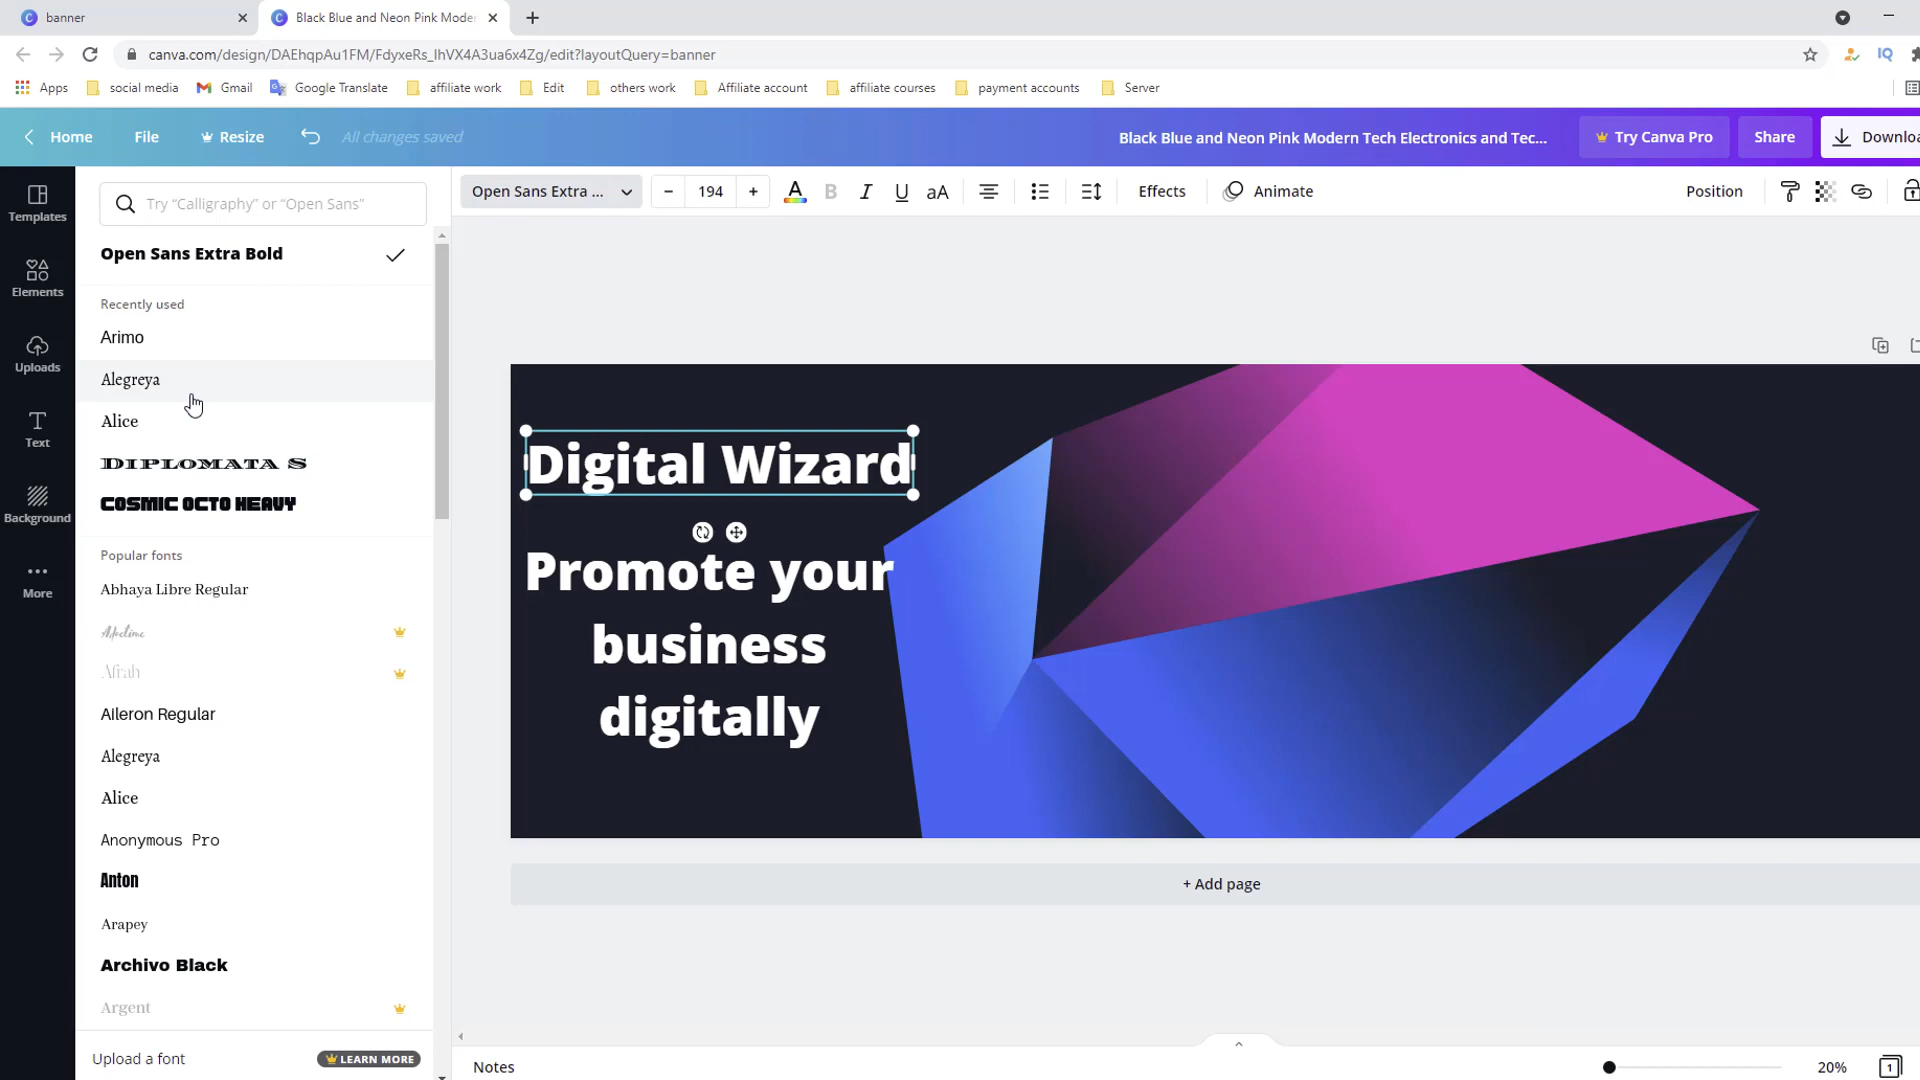 banner
Black Blue and Neon Pink Mode
canva.com/design/DAEhqpAu1FM/FdyxeRs_lhVX4A3ua6x4Zg/edit?layoutQuery=banner
Apps
social media
Gmail
Google Translate
affiliate work
Edit
others work
Affiliate account
affiliate courses
payment accounts
Server
Home
File
Resize
All changes saved
Black Blue and Neon Pink Modern Tech Electronics and Tec...
Try Canva Pro
Share
Downloa
Templates
Elements
Uploads
Text
Background
More
Try “Calligraphy” or “Open Sans”
Open Sans Extra Bold
Recently used
Arimo
Alegreya
Alice
Diplomata S
Cosmic Octo Heavy
Popular fonts
Abhaya Libre Regular
Afrah
Aileron Regular
Alegreya
Alice
Anonymous Pro
Anton
Arapey
Archivo Black
Argent
Upload a font
LEARN MORE
Open Sans Extra ...
194
A
B
I
U
aA
Effects
Animate
Position
Digital Wizard
Promote your
business
digitally
+ Add page
Notes
20%
1